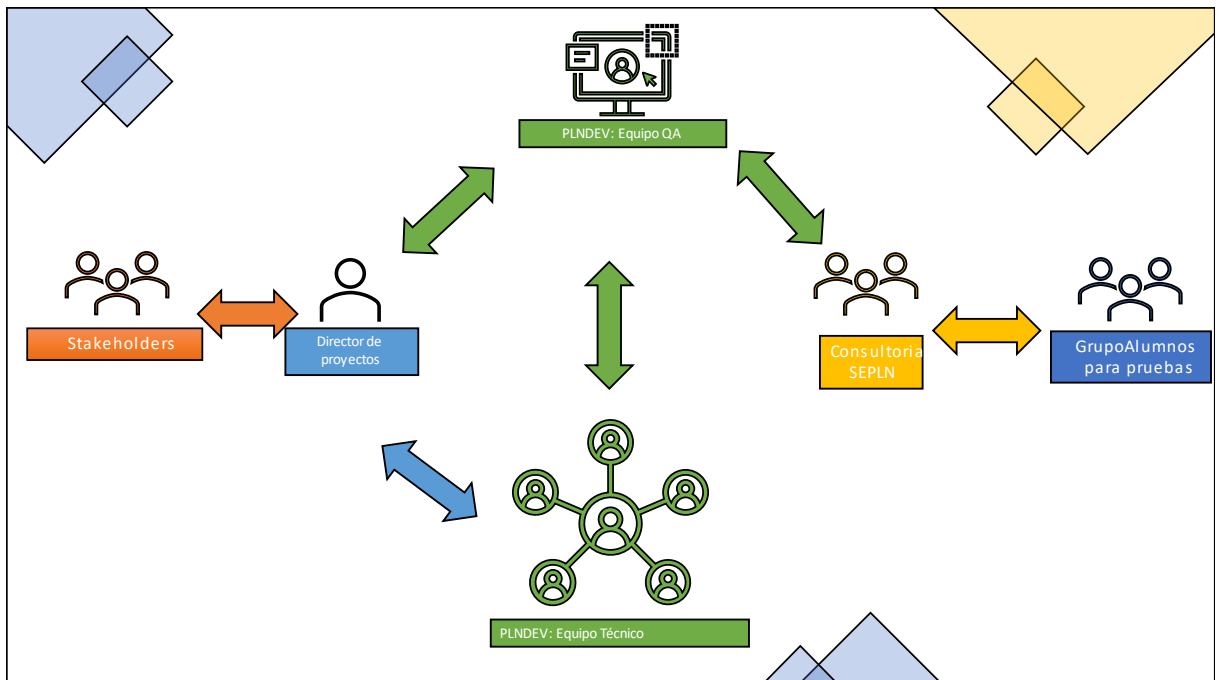 PLNDEV: Equipo QA
Stakeholders
Director de
proyectos
Consultoria
SEPLN
GrupoAlumnos
para pruebas
PLNDEV: Equipo Técnico